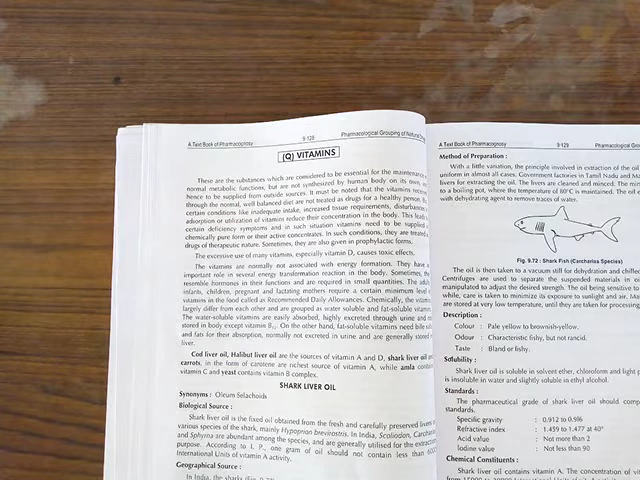 A Text Book of Pharmacognosy 9·128 Pharmacological Grouping of Natural
(Q) VITAMINS
These are the substances which are considered to be essential for the maintenance
normal metabolic functions, but are not synthesized by human body on its own,
hence to be supplied from outside sources. It must be noted that the vitamins
through the normal, well balanced diet are not treated as drugs for a healthy person.
certain conditions like inadequate intake, increased tissue requirements,
adsorption or utilization of vitamins reduce their concentration in the body. This
certain deficiency symptoms and in such situation vitamins need to be supplied
chemically pure form or their active concentrates. In such conditions, they are treated
drugs of therapeutic nature. Sometimes, they are also given in prophylactic forms.
The excessive use of many vitamins, especially vitamin D, causes toxic effects.
The vitamins are normally not associated with energy formation. They have
important role in several energy transformation reaction in the body. Sometimes,
resemble hormones in their functions and are required in small quantities. The
infants, children, pregnant and lactating mothers require a certain minimum level
vitamins in the food called as Recommended Daily Allowances. Chemically, the
largely differ from each other and are grouped as water soluble and fat-soluble
The water-soluble vitamins are easily absorbed, highly excreted through urine and
stored in body except vitamin B₁₂. On the other hand, fat-soluble vitamins need bile
and fats for their absorption, normally not excreted in urine and are generally stored
liver.
Cod liver oil, Halibut liver oil are the sources of vitamin A and D, shark liver oil
carrots, in the form of carotene are richest source of vitamin A, while amla
vitamin C and yeast contains vitamin B complex.
SHARK LIVER OIL
Synonyms : Oleum Selachoids
Biological Source :
Shark liver oil is the fixed oil obtained from the fresh and carefully preserved livers
various species of the shark, mainly Hypoprion brevirostris. In India, Scoliodon,
and Sphyrna are abundant among the species, and are generally utilised for the extraction
purpose. According to I. P., one gram of oil should not contain less than
International Units of vitamin A activity.
Geographical Source :
In India, the sharks
A Text Book of Pharmacognosy 9·129
Method of Preparation :
With a little variation, the principle involved in extraction of the oil
uniform in almost all cases. Government factories in Tamil Nadu and
livers for extracting the oil. The livers are cleaned and minced. The
to a boiling pot, where the temperature of 80°C is maintained. The oil
with dehydrating agent to remove traces of water.
Fig. 9.72 : Shark Fish (Carcharias Species)
The oil is then taken to a vacuum still for dehydration and
Centrifuges are used to separate the suspended materials in
manipulated to adjust the desired strength. The oil being sensitive to
while, care is taken to minimize its exposure to sunlight and air.
are stored at very low temperature, until they are taken for
Description :
Colour : Pale yellow to brownish-yellow.
Odour : Characteristic fishy, but not rancid.
Taste : Bland or fishy.
Solubility :
Shark liver oil is soluble in solvent ether, chloroform and light
is insoluble in water and slightly soluble in ethyl alcohol.
Standards :
The pharmaceutical grade of shark liver oil should
standards.
Specific gravity : 0.912 to 0.916
Refractive index : 1.459 to 1.477 at 40°
Acid value : Not more than 2
Iodine value : Not less than 90
Chemical Constituents :
Shark liver oil contains vitamin A. The concentration of